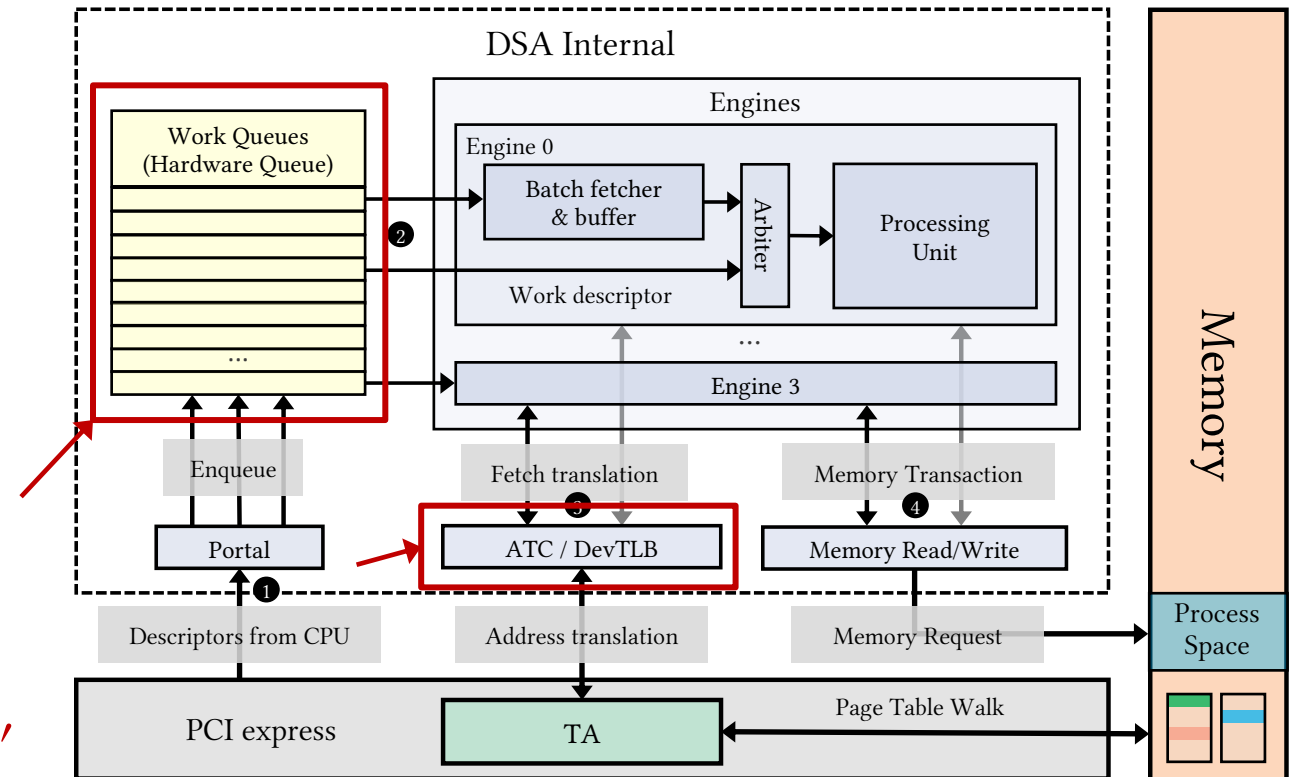 DSA Internal
Work Queues
(Hardware Queue)
...
Engines
Engine 0
Batch fetcher
& buffer
Arbiter
Processing
Unit
Work descriptor
...
Engine 3
2
Enqueue
Fetch translation
3
Memory Transaction
4
Portal
ATC / DevTLB
Memory Read/Write
1
Descriptors from CPU
Address translation
Memory Request
PCI express
TA
Page Table Walk
Memory
Process
Space